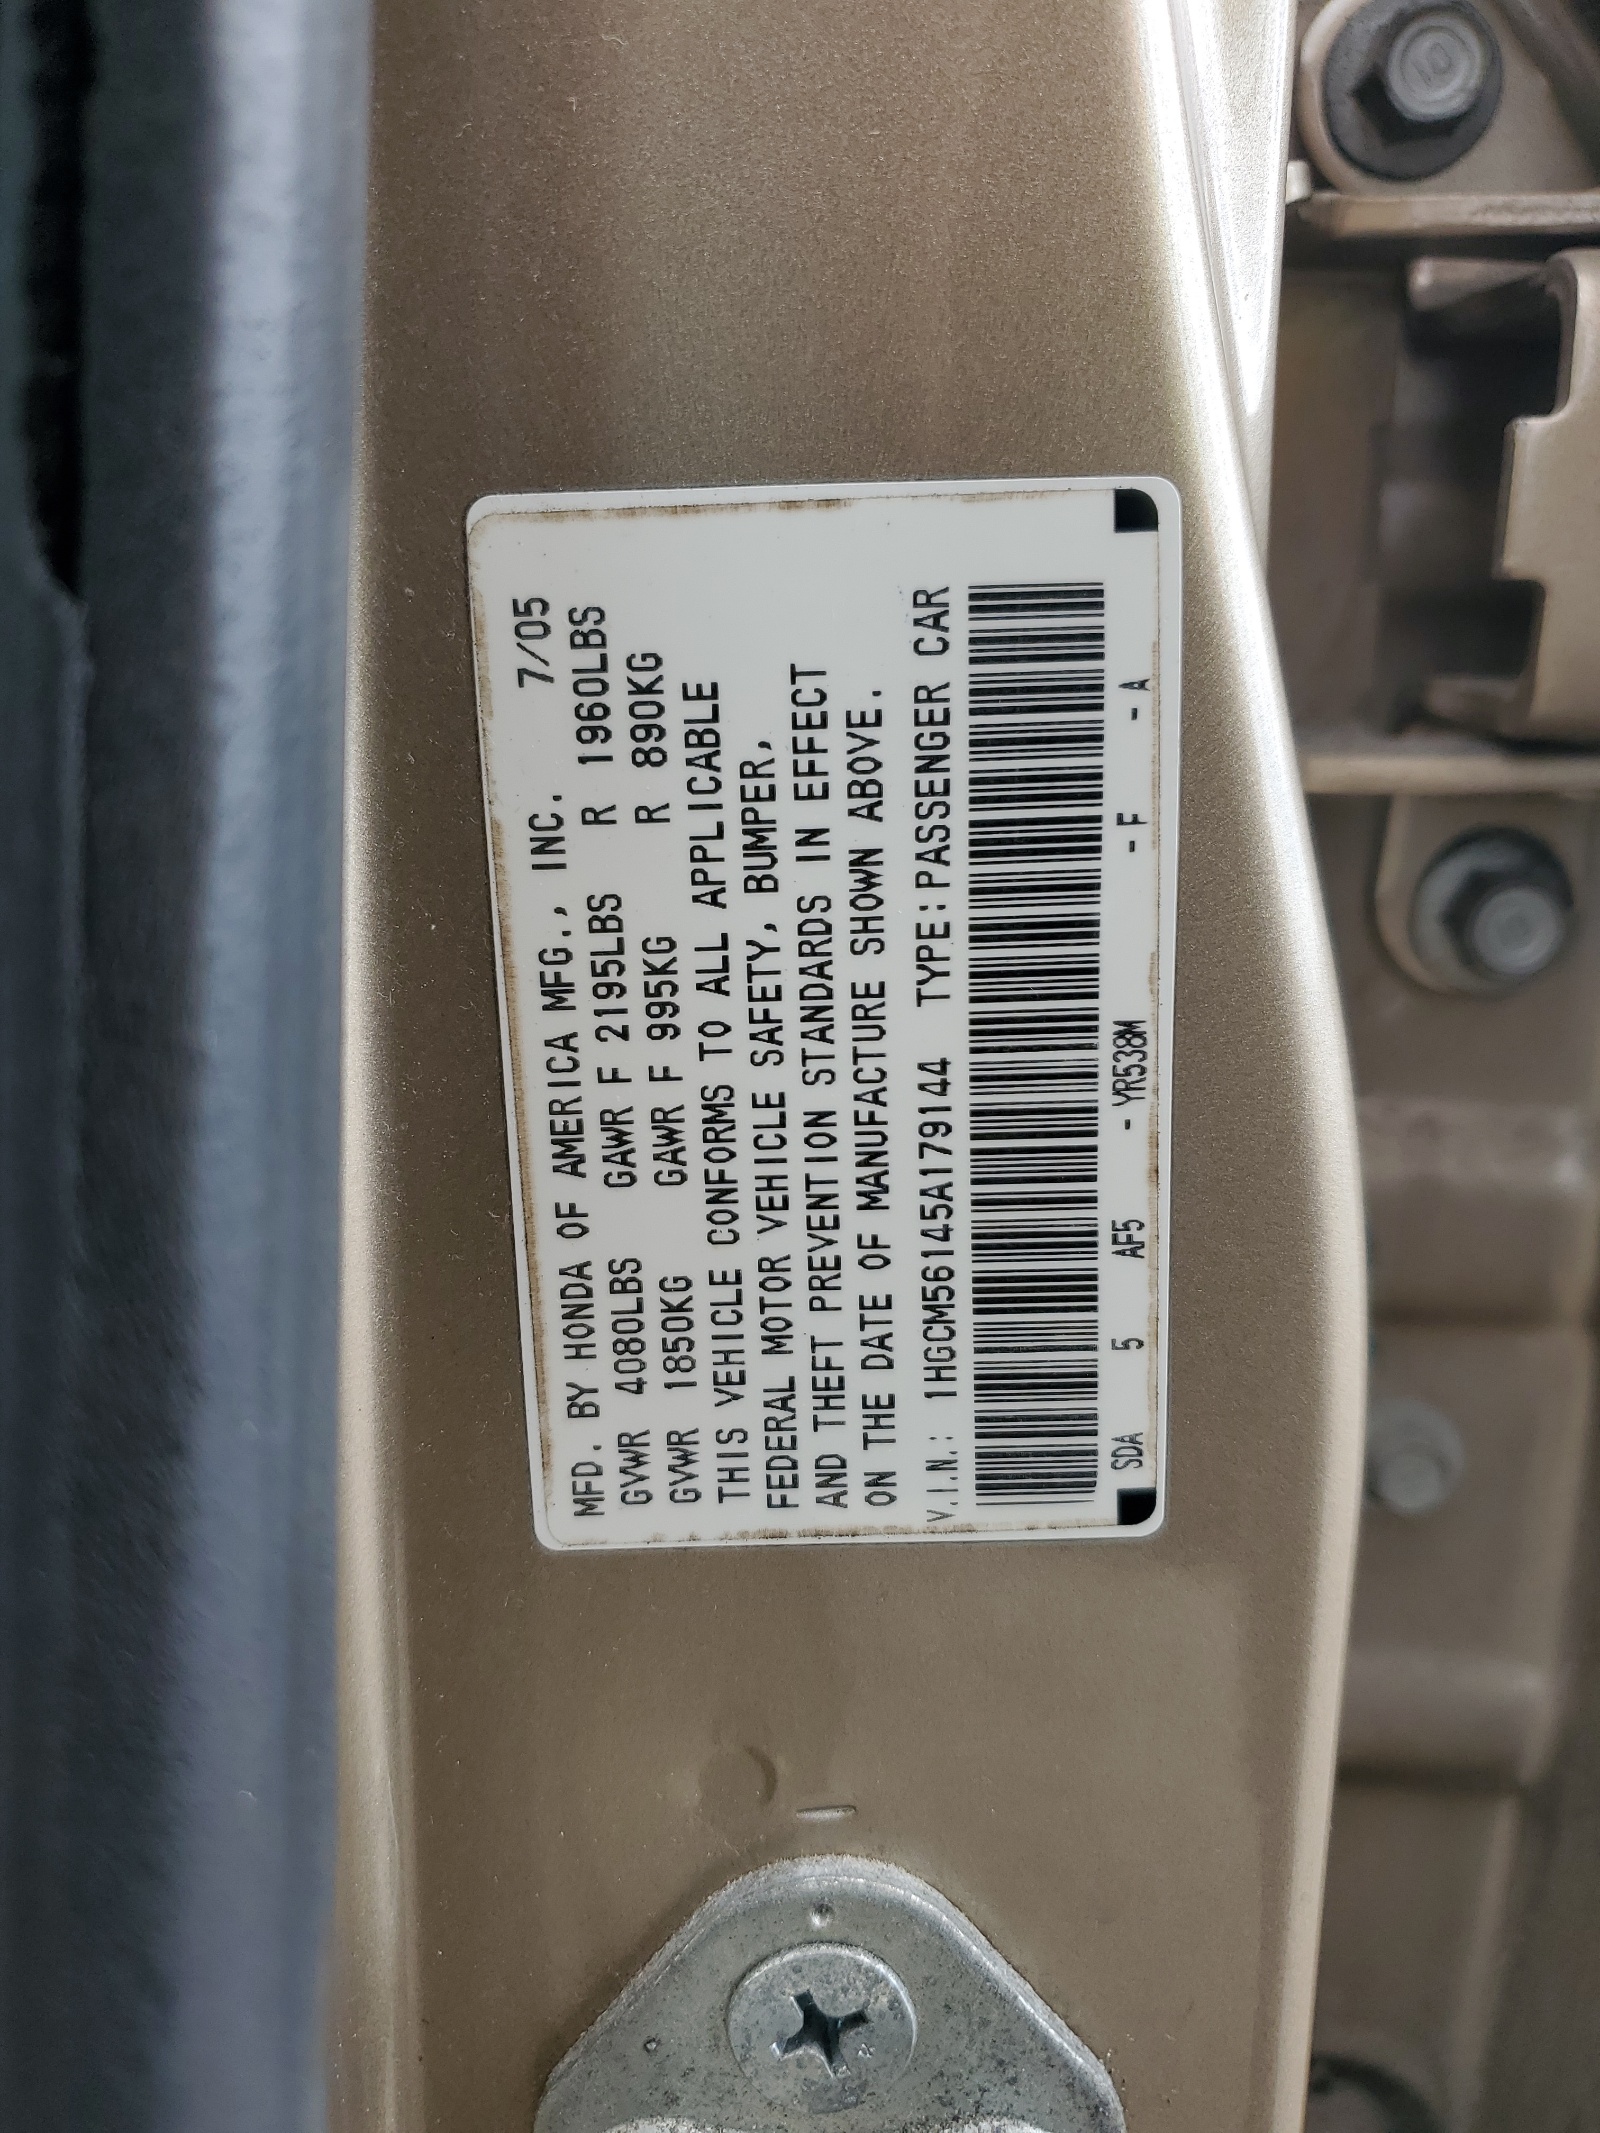 7/05
MFD. BY HONDA OF AMERICA MFG., INC.
GVWR 4080LBS GAWR F 2195LBS R 1960LBS
GVWR 1850KG GAWR F 995KG R 890KG
THIS VEHICLE CONFORMS TO ALL APPLICABLE
FEDERAL MOTOR VEHICLE SAFETY, BUMPER,
AND THEFT PREVENTION STANDARDS IN EFFECT
ON THE DATE OF MANUFACTURE SHOWN ABOVE.
V.I.N.: 1HGCM56145A179144 TYPE:PASSENGER CAR
SDA 5 AF5 - YR538M - F - A